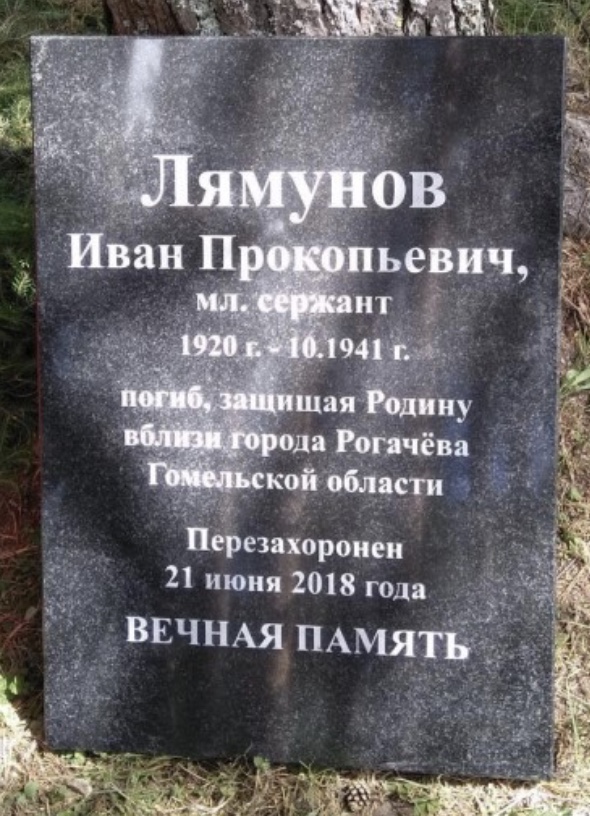 Лямунов
Иван Прокопьевич,
мл. сержант
1920 г. - 10.1941 г.
погиб, защищая Родину
вблизи города Рогачёва
Гомельской области
Перезахоронен
21 июня 2018 года
ВЕЧНАЯ ПАМЯТЬ